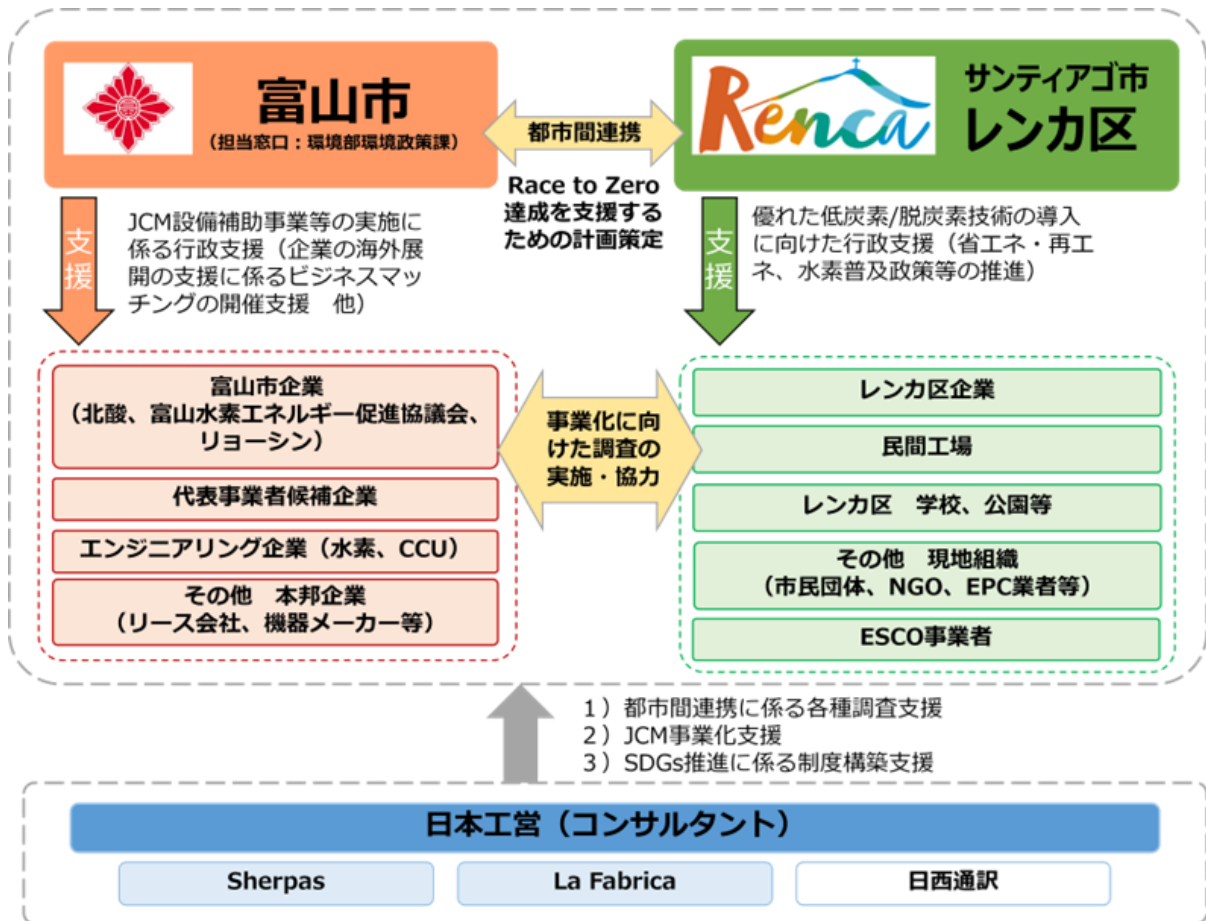 富山市
(担当窓口：環境部環境政策課)
都市間連携
Renca
サンティアゴ市
レンカ区
Race to Zero
達成を支援する
ための計画策定
支援
JCM設備補助事業等の実施に
係る行政支援（企業の海外展
開の支援に係るビジネスマッ
チングの開催支援　他）
支援
優れた低炭素/脱炭素技術の導入
に向けた行政支援（省エネ・再エ
ネ、水素普及政策等の推進）
富山市企業
（北酸、富山水素エネルギー促進協議会、
リョーシン）
代表事業者候補企業
エンジニアリング企業（水素、CCU）
その他　本邦企業
（リース会社、機器メーカー等）
事業化に向
けた調査の
実施・協力
レンカ区企業
民間工場
レンカ区　学校、公園等
その他　現地組織
（市民団体、NGO、EPC業者等）
ESCO事業者
１）都市間連携に係る各種調査支援
２）JCM事業化支援
３）SDGs推進に係る制度構築支援
日本工営（コンサルタント）
Sherpas
La Fabrica
日西通訳